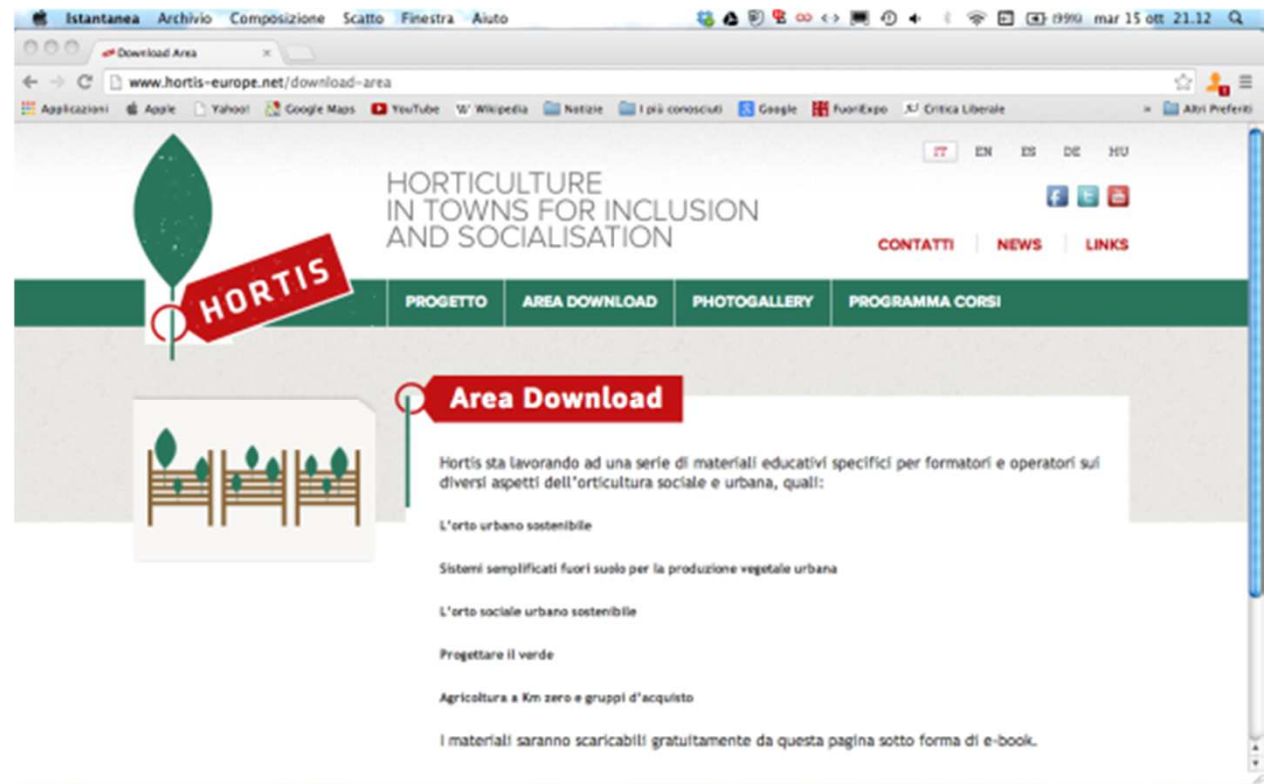 Istantanea Archivio Composizione Scatto Finestra Aiuto mar 15 ott 21.12
Download Area
www.hortis-europe.net/download-area
Applicazioni Apple Yahoo! Google Maps YouTube Wikipedia Notizie I più conosciuti Google FuoriExpo Critica Liberale Altri Preferiti
IT EN ES DE HU
HORTICULTURE
IN TOWNS FOR INCLUSION
AND SOCIALISATION
CONTATTI NEWS LINKS
HORTIS
PROGETTO AREA DOWNLOAD PHOTOGALLERY PROGRAMMA CORSI
Area Download
Hortis sta lavorando ad una serie di materiali educativi specifici per formatori e operatori sui
diversi aspetti dell'orticultura sociale e urbana, quali:
L'orto urbano sostenibile
Sistemi semplificati fuori suolo per la produzione vegetale urbana
L'orto sociale urbano sostenibile
Progettare il verde
Agricoltura a Km zero e gruppi d'acquisto
I materiali saranno scaricabili gratuitamente da questa pagina sotto forma di e-book.